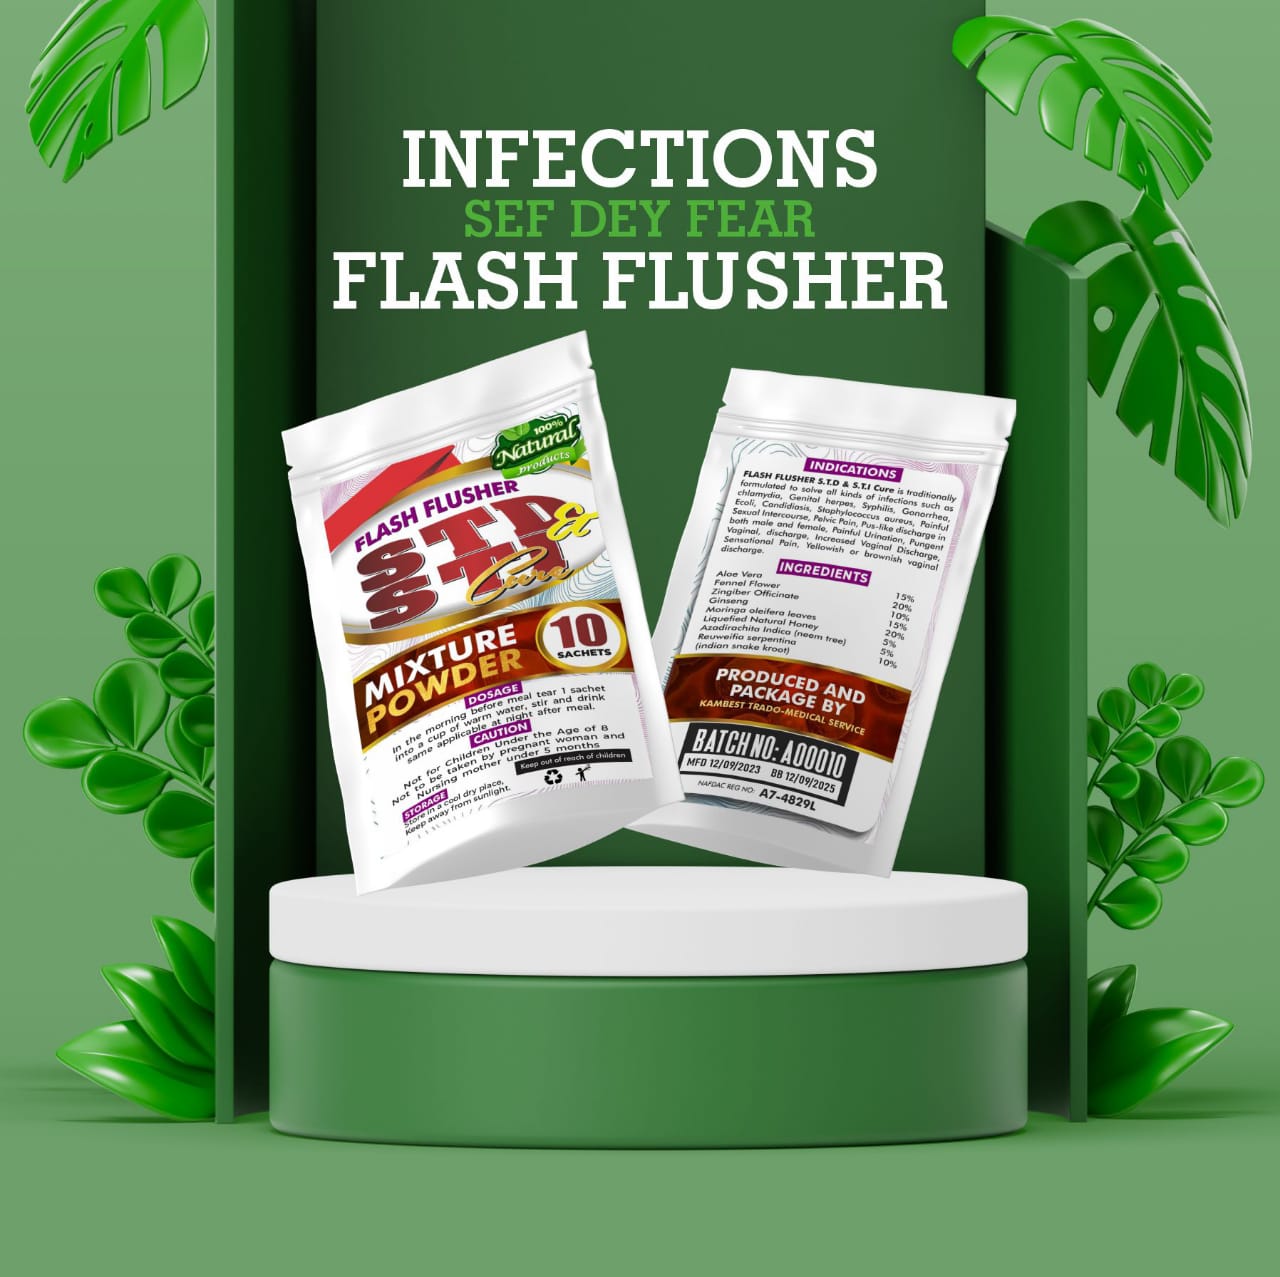 INFECTIONS
SEF DEY FEAR
FLASH FLUSHER
100%
Natural
products
FLASH FLUSHER
S.T.D &
S.T.I Cure
MIXTURE
POWDER
10
SACHETS
DOSAGE
In the morning before meal tear 1 sachet
into a cup of warm water, stir and drink
same applicable at night after meal.
CAUTION
Not for Children Under the Age of 8
Not to be taken by pregnant woman and
Nursing mother under 5 months
Keep out of reach of children
STORAGE
Store in a cool dry place,
Keep away from sunlight.
INDICATIONS
FLASH FLUSHER S.T.D & S.T.I Cure is traditionally
formulated to solve all kinds of infections such as
chlamydia, Genital herpes, Syphilis, Gonorrhea,
Ecoli, Candidiasis, Staphylococcus aureus, Painful
Sexual Intercourse, Pelvic Pain, Pus-like discharge in
both male and female, Painful Urination, Pungent
Vaginal, discharge, Increased Vaginal Discharge,
Sensational Pain, Yellowish or brownish vaginal
discharge.
INGREDIENTS
Aloe Vera 15%
Fennel Flower 20%
Zingiber Officinate 10%
Ginseng 15%
Moringa oleifera leaves 20%
Liquefied Natural Honey 5%
Azadirachita Indica (neem tree) 5%
Reuweifia serpentina 10%
(indian snake kroot)
PRODUCED AND
PACKAGE BY
KAMBEST TRADO-MEDICAL SERVICE
BATCH NO: A00010
MFD 12/09/2023 BB 12/09/2025
NAFDAC REG NO: A7-4829L